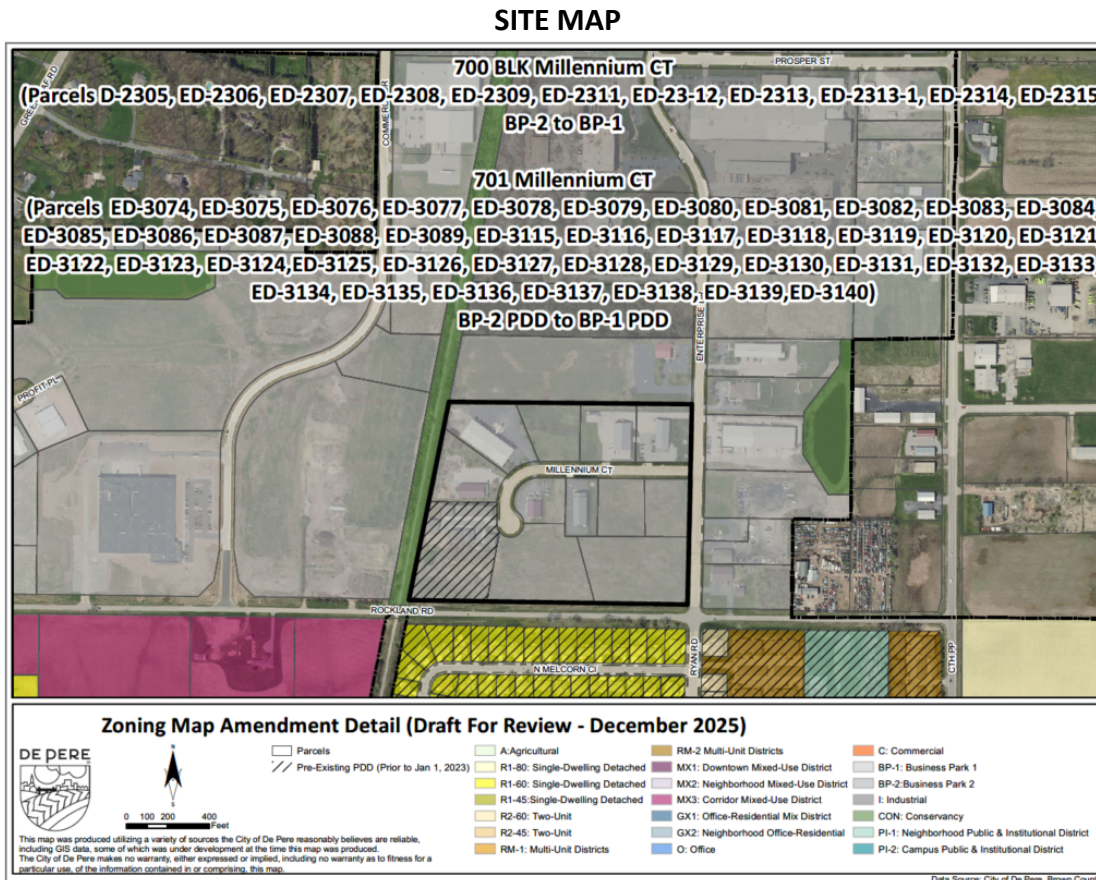 SITE MAP
700 BLK Millennium CT
(Parcels D-2305, ED-2306, ED-2307, ED-2308, ED-2309, ED-2311, ED-23-12, ED-2313, ED-2313-1, ED-2314, ED-2315
BP-2 to BP-1
701 Millennium CT
(Parcels ED-3074, ED-3075, ED-3076, ED-3077, ED-3078, ED-3079, ED-3080, ED-3081, ED-3082, ED-3083, ED-3084,
ED-3085, ED-3086, ED-3087, ED-3088, ED-3089, ED-3115, ED-3116, ED-3117, ED-3118, ED-3119, ED-3120, ED-3121,
ED-3122, ED-3123, ED-3124,ED-3125, ED-3126, ED-3127, ED-3128, ED-3129, ED-3130, ED-3131, ED-3132, ED-3133,
ED-3134, ED-3135, ED-3136, ED-3137, ED-3138, ED-3139,ED-3140)
BP-2 PDD to BP-1 PDD
PROSPER ST
PROFIT PL
MILLENNIUM CT
ROCKLAND RD
N MELCORN CI
RYAN RD
CTH PP
Zoning Map Amendment Detail (Draft For Review - December 2025)
DE PERE
N
S
0 100 200 400
Feet
Parcels
Pre-Existing PDD (Prior to Jan 1, 2023)
A:Agricultural
R1-80: Single-Dwelling Detached
R1-60: Single-Dwelling Detached
R1-45:Single-Dwelling Detached
R2-60: Two-Unit
R2-45: Two-Unit
RM-1: Multi-Unit Districts
RM-2 Multi-Unit Districts
MX1: Downtown Mixed-Use District
MX2: Neighborhood Mixed-Use District
MX3: Corridor Mixed-Use District
GX1: Office-Residential Mix District
GX2: Neighborhood Office-Residential
O: Office
C: Commercial
BP-1: Business Park 1
BP-2:Business Park 2
I: Industrial
CON: Conservancy
PI-1: Neighborhood Public & Institutional District
PI-2: Campus Public & Institutional District
This map was produced utilizing a variety of sources the City of De Pere reasonably believes are reliable,
including GIS data, some of which was under development at the time this map was produced.
The City of De Pere makes no warranty, either expressed or implied, including no warranty as to fitness for a
particular use, of the information contained in or comprising, this map.
Data Source: City of De Pere, Brown Count